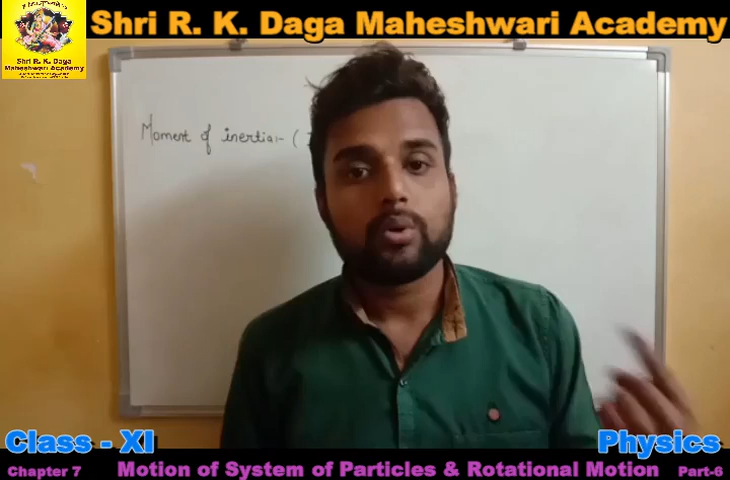 Shri R. K. Daga Maheshwari Academy
Shri R. K. Daga
Maheshwari Academy
Moment of inertia:- (
Class - XI
Physics
Chapter 7
Motion of System of Particles & Rotational Motion
Part-6